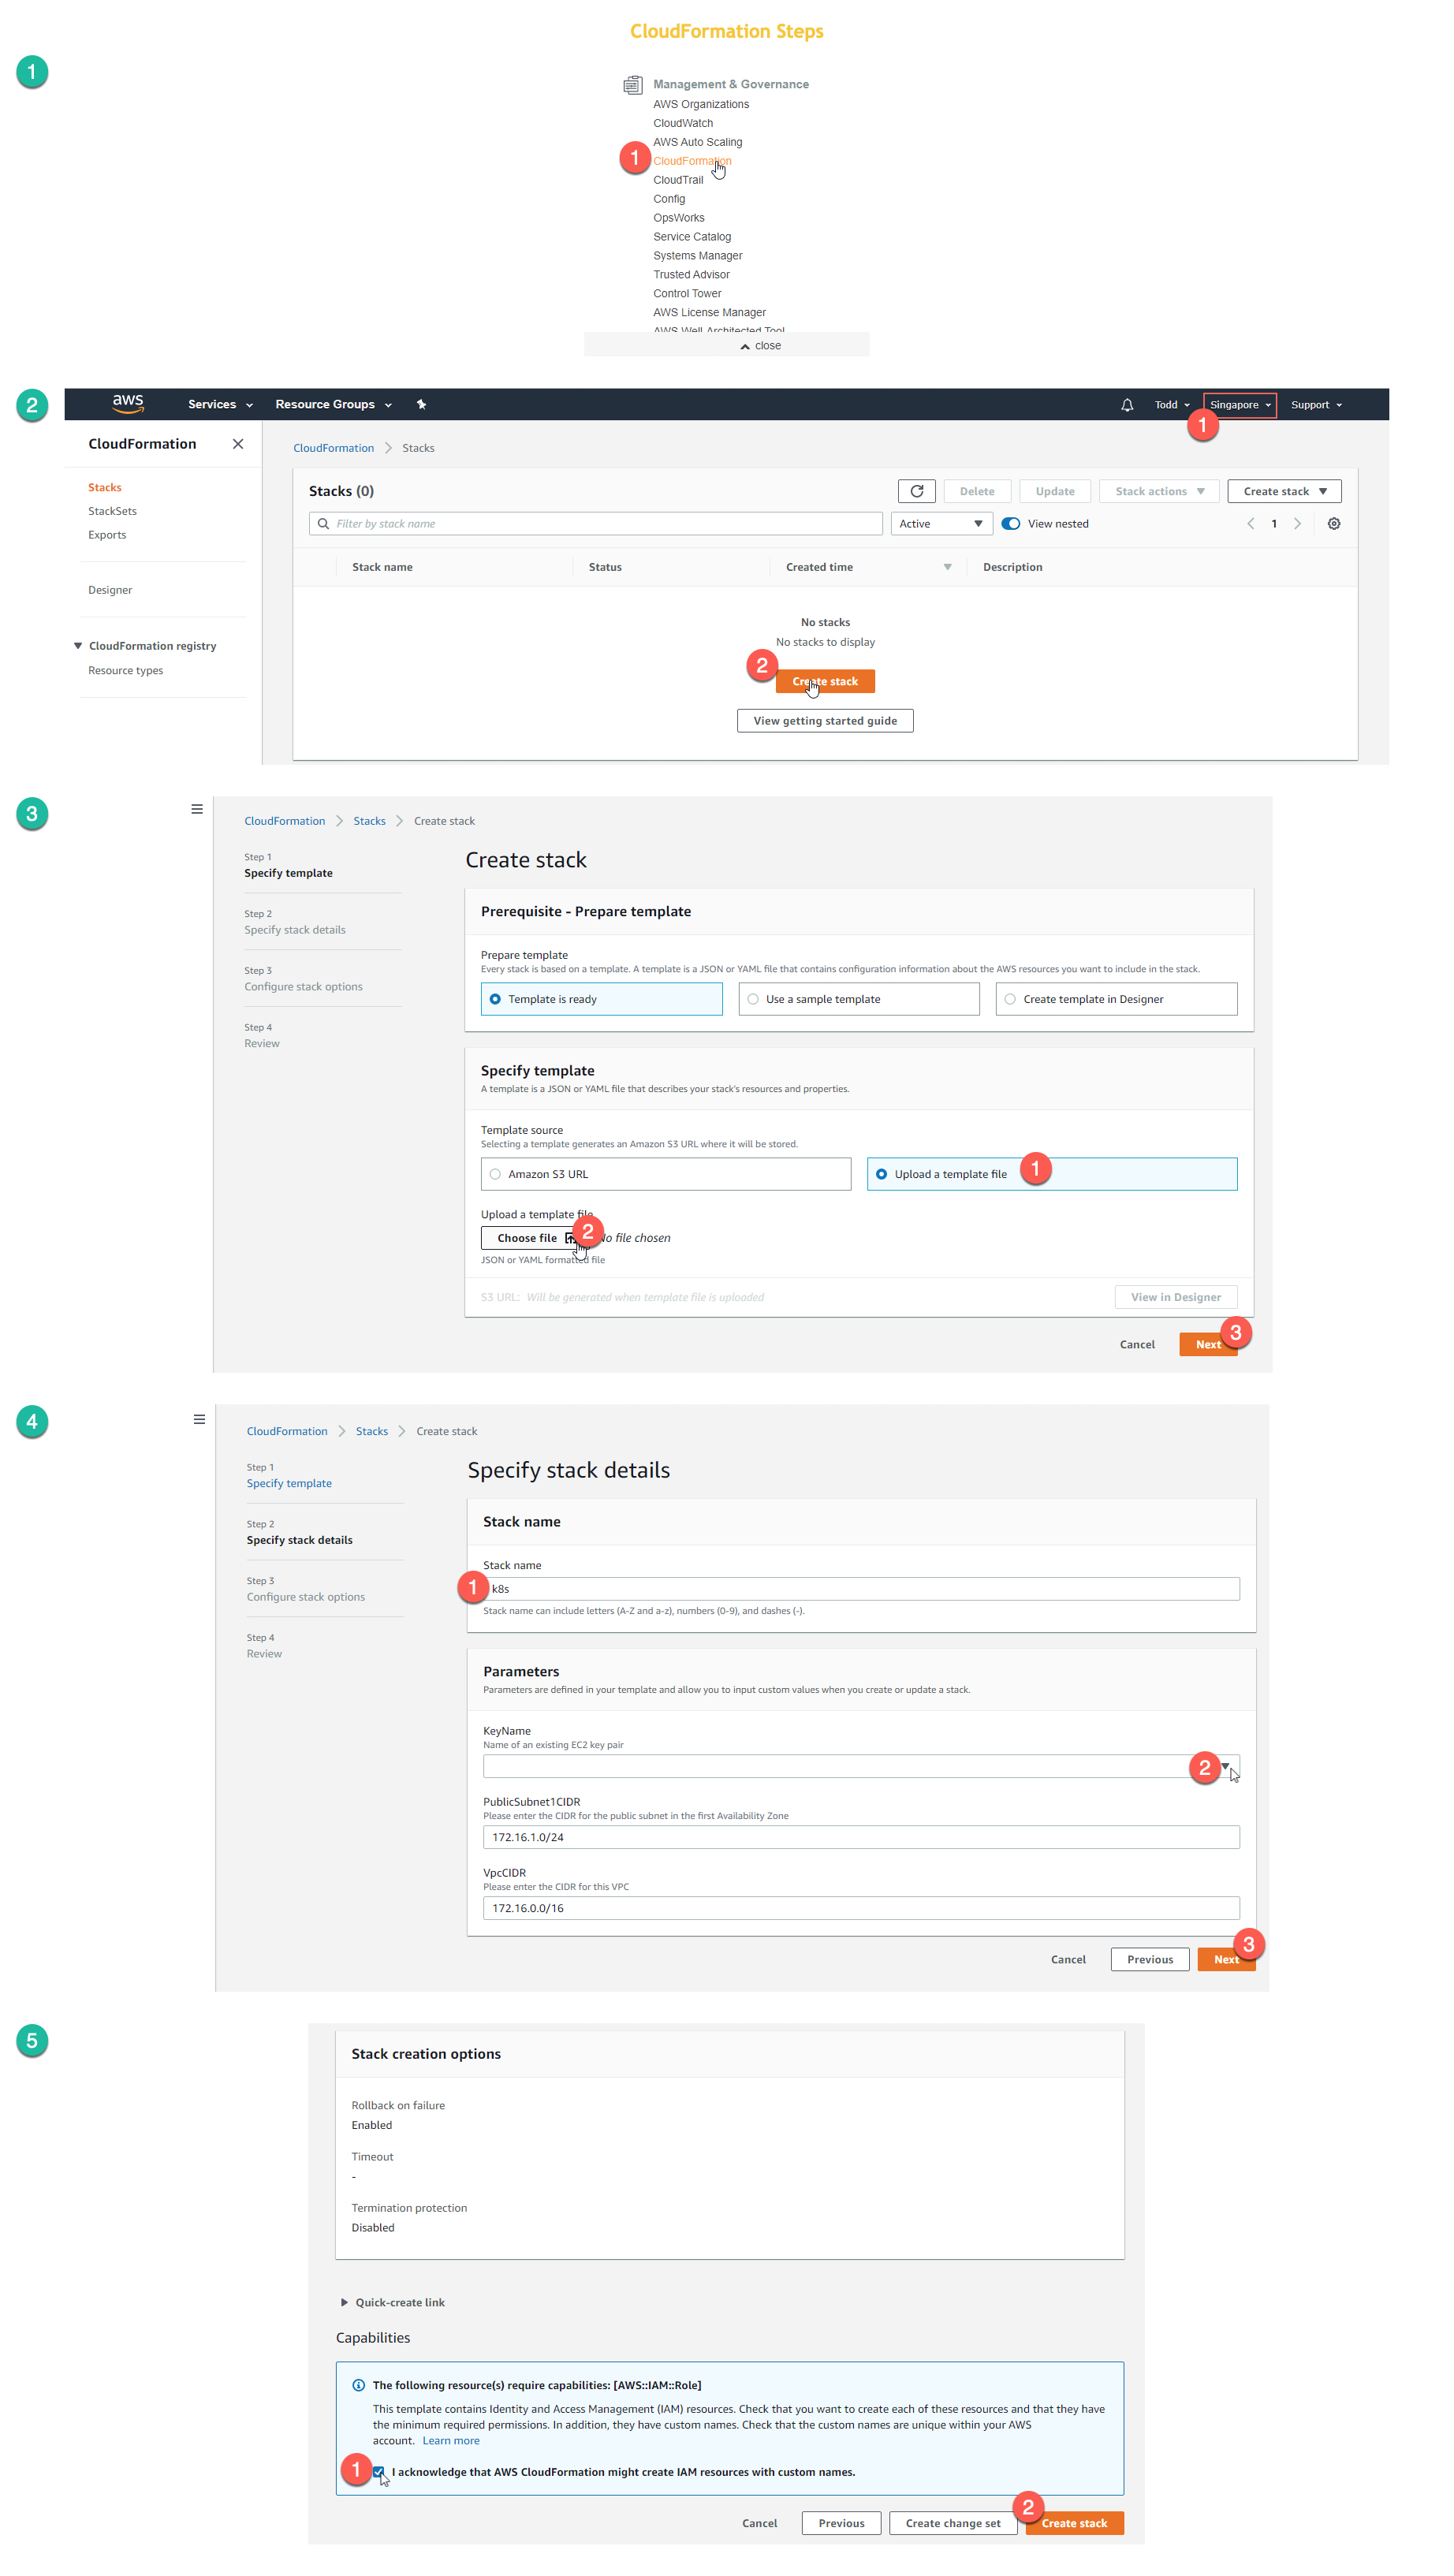 CloudFormation Steps
1
Management & Governance
AWS Organizations
CloudWatch
AWS Auto Scaling
1
CloudFormation
CloudTrail
Config
OpsWorks
Service Catalog
Systems Manager
Trusted Advisor
Control Tower
AWS License Manager
AWS Well-Architected Tool
close
2
aws Services Resource Groups Todd Singapore Support
1
CloudFormation
CloudFormation Stacks
Stacks
StackSets
Exports
Designer
CloudFormation registry
Resource types
Stacks (0) Delete Update Stack actions Create stack
Filter by stack name Active View nested 1
Stack name Status Created time Description
No stacks
No stacks to display
2
Create stack
View getting started guide
3
CloudFormation Stacks Create stack
Step 1
Specify template
Step 2
Specify stack details
Step 3
Configure stack options
Step 4
Review
Create stack
Prerequisite - Prepare template
Prepare template
Every stack is based on a template. A template is a JSON or YAML file that contains configuration information about the AWS resources you want to include in the stack.
Template is ready Use a sample template Create template in Designer
Specify template
A template is a JSON or YAML file that describes your stack's resources and properties.
Template source
Selecting a template generates an Amazon S3 URL where it will be stored.
Amazon S3 URL Upload a template file 1
Upload a template file
Choose file 2 No file chosen
JSON or YAML formatted file
S3 URL: Will be generated when template file is uploaded View in Designer
3
Cancel Next
4
CloudFormation Stacks Create stack
Step 1
Specify template
Step 2
Specify stack details
Step 3
Configure stack options
Step 4
Review
Specify stack details
Stack name
Stack name
1 k8s
Stack name can include letters (A-Z and a-z), numbers (0-9), and dashes (-).
Parameters
Parameters are defined in your template and allow you to input custom values when you create or update a stack.
KeyName
Name of an existing EC2 key pair
2
PublicSubnet1CIDR
Please enter the CIDR for the public subnet in the first Availability Zone
172.16.1.0/24
VpcCIDR
Please enter the CIDR for this VPC
172.16.0.0/16
3
Cancel Previous Next
5
Stack creation options
Rollback on failure
Enabled
Timeout
-
Termination protection
Disabled
Quick-create link
Capabilities
The following resource(s) require capabilities: [AWS::IAM::Role]
This template contains Identity and Access Management (IAM) resources. Check that you want to create each of these resources and that they have
the minimum required permissions. In addition, they have custom names. Check that the custom names are unique within your AWS
account. Learn more
1 I acknowledge that AWS CloudFormation might create IAM resources with custom names.
2
Cancel Previous Create change set Create stack